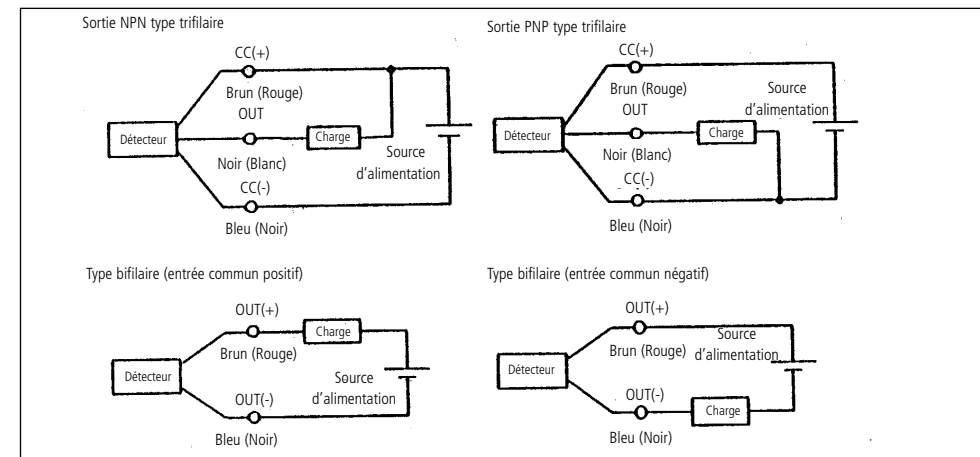 Sortie NPN type trifilaire
CC(+)
Brun (Rouge)
OUT
Détecteur
Charge
Noir (Blanc)
Source
d'alimentation
CC(-)
Bleu (Noir)
Sortie PNP type trifilaire
CC(+)
Brun (Rouge)
Source
d'alimentation
OUT
Détecteur
Charge
Noir (Blanc)
CC(-)
Bleu (Noir)
Type bifilaire (entrée commun positif)
OUT(+)
Charge
Brun (Rouge)
Détecteur
Source
d'alimentation
OUT(-)
Bleu (Noir)
Type bifilaire (entrée commun négatif)
OUT(+)
Source
Brun (Rouge)
d'alimentation
Détecteur
OUT(-)
Charge
Bleu (Noir)